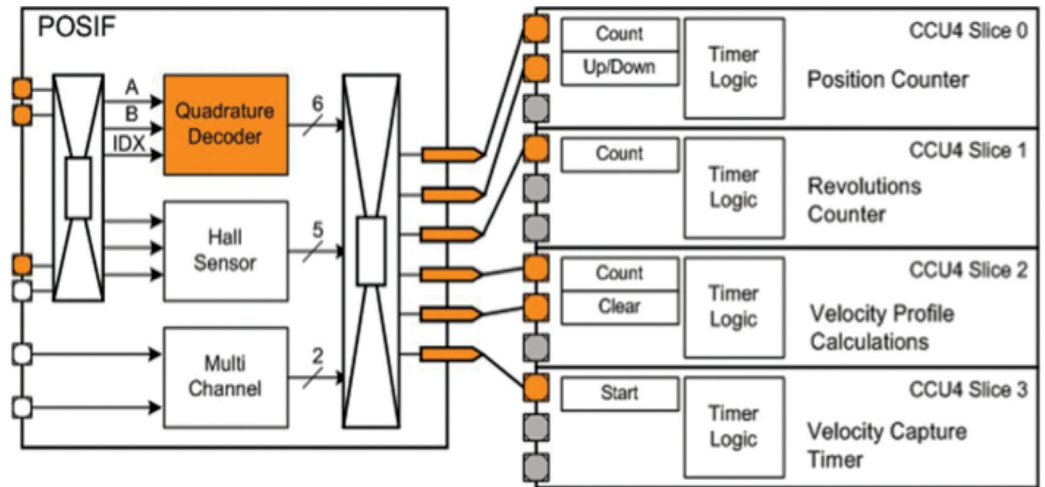 POSIF
A
B
IDX
Quadrature
Decoder
6
Hall
Sensor
5
Multi
Channel
2
Count
Up/Down
Timer
Logic
CCU4 Slice 0
Position Counter
Count
Timer
Logic
CCU4 Slice 1
Revolutions
Counter
Count
Clear
Timer
Logic
CCU4 Slice 2
Velocity Profile
Calculations
Start
Timer
Logic
CCU4 Slice 3
Velocity Capture
Timer